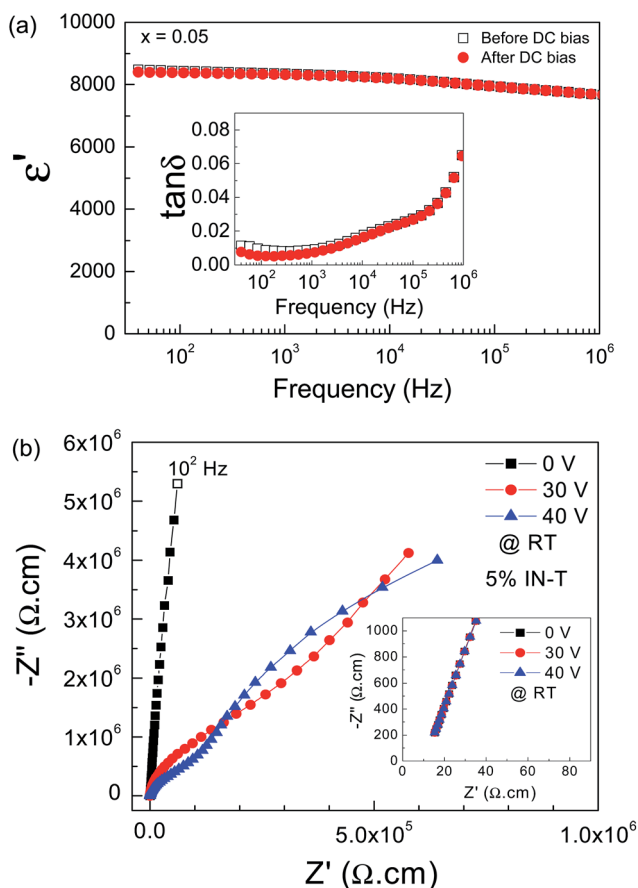 (a)
x = 0.05
Before DC bias
After DC bias
10000
8000
6000
4000
2000
0
ε'
0.08
0.06
0.04
0.02
0.00
tanδ
10² 10³ 10⁴ 10⁵ 10⁶
Frequency (Hz)
10² 10³ 10⁴ 10⁵ 10⁶
Frequency (Hz)
(b)
6x10⁶
5x10⁶
4x10⁶
3x10⁶
2x10⁶
1x10⁶
0
-Z" (Ω.cm)
10² Hz
0 V
30 V
40 V
@ RT
5% IN-T
1000
800
600
400
200
0
-Z" (Ω.cm)
0 V
30 V
40 V
@ RT
20 40 60 80
Z' (Ω.cm)
0.0 5.0x10⁵ 1.0x10⁶
Z' (Ω.cm)